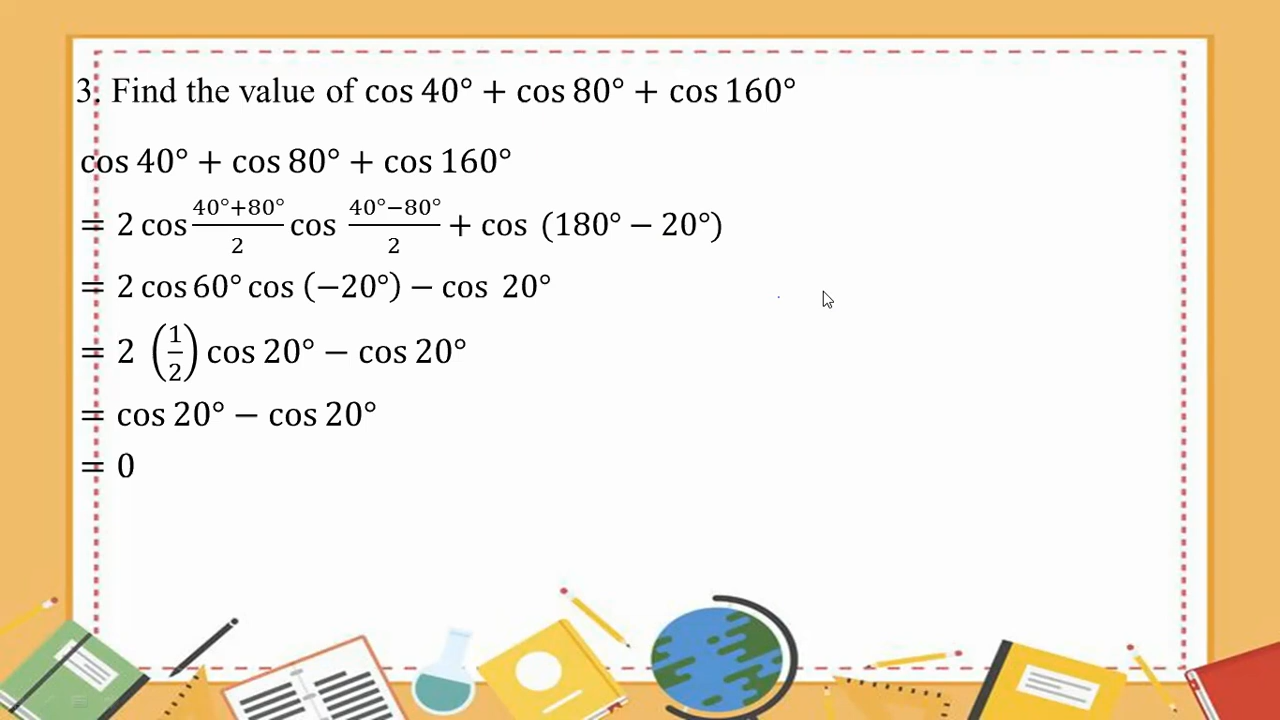 3. Find the value of cos 40° + cos 80° + cos 160°
cos 40° + cos 80° + cos 160°
= 2 cos (40°+80°)/2 cos (40°−80°)/2 + cos (180° − 20°)
= 2 cos 60° cos (−20°) − cos 20°
= 2 (1/2) cos 20° − cos 20°
= cos 20° − cos 20°
= 0